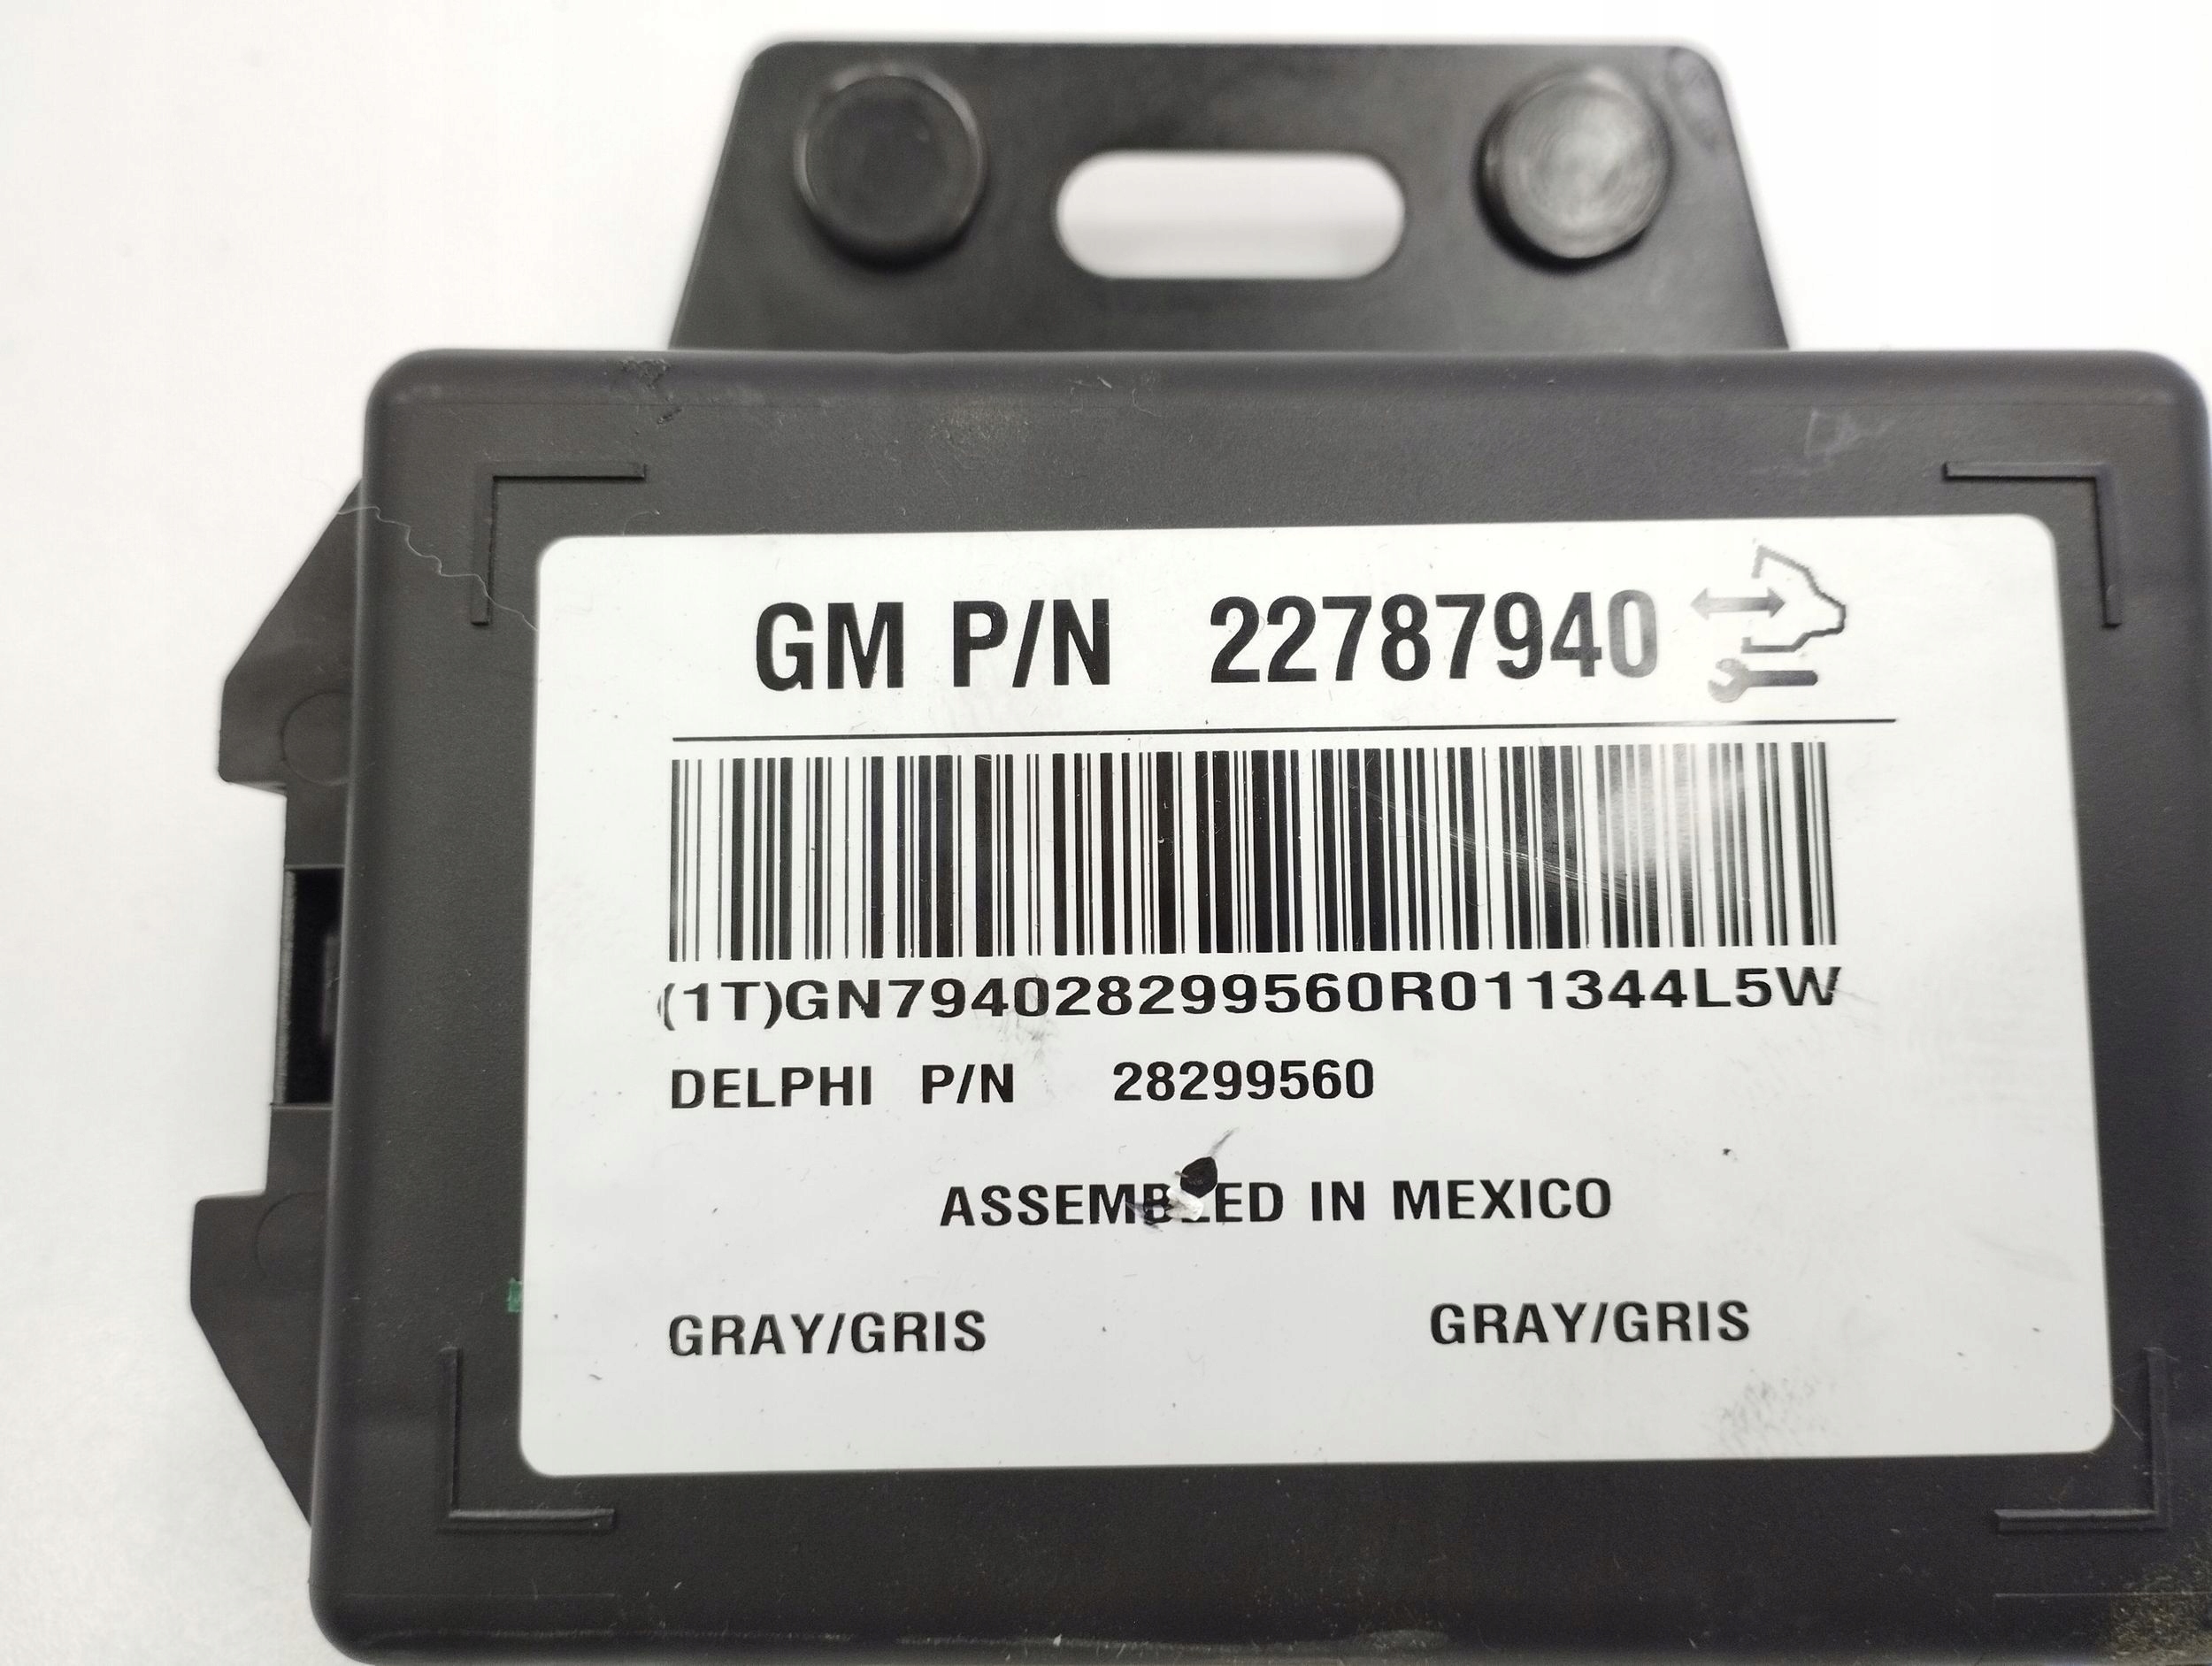 GM P/N 22787940
(1T)GN794028299560R011344L5W
DELPHI P/N 28299560
ASSEMBLED IN MEXICO
GRAY/GRIS GRAY/GRIS